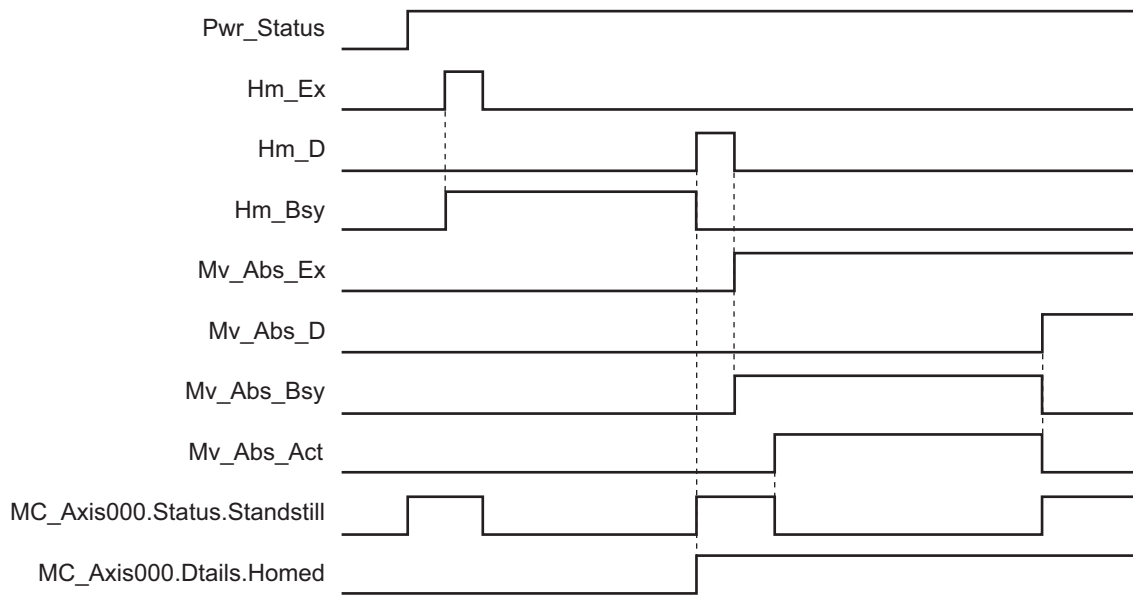 Pwr_Status
Hm_Ex
Hm_D
Hm_Bsy
Mv_Abs_Ex
Mv_Abs_D
Mv_Abs_Bsy
Mv_Abs_Act
MC_Axis000.Status.Standstill
MC_Axis000.Dtails.Homed